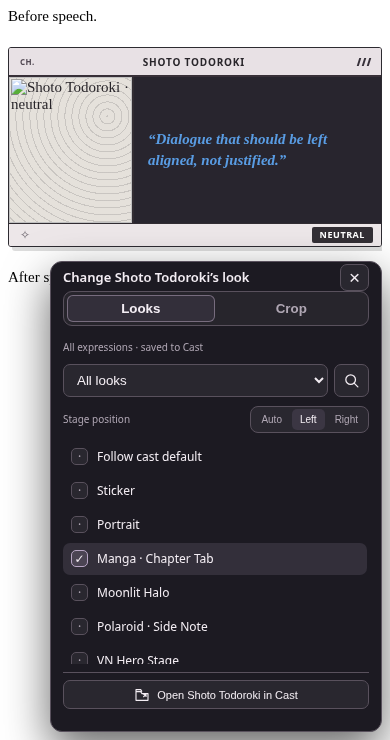 Before speech.
CH.
SHOTO TODOROKI
Shoto Todoroki ·
neutral
“Dialogue that should be left
aligned, not justified.”
NEUTRAL
After s
Change Shoto Todoroki’s look
Looks
Crop
All expressions · saved to Cast
All looks
Stage position
Auto
Left
Right
Follow cast default
Sticker
Portrait
Manga · Chapter Tab
Moonlit Halo
Polaroid · Side Note
VN Hero Stage
Open Shoto Todoroki in Cast